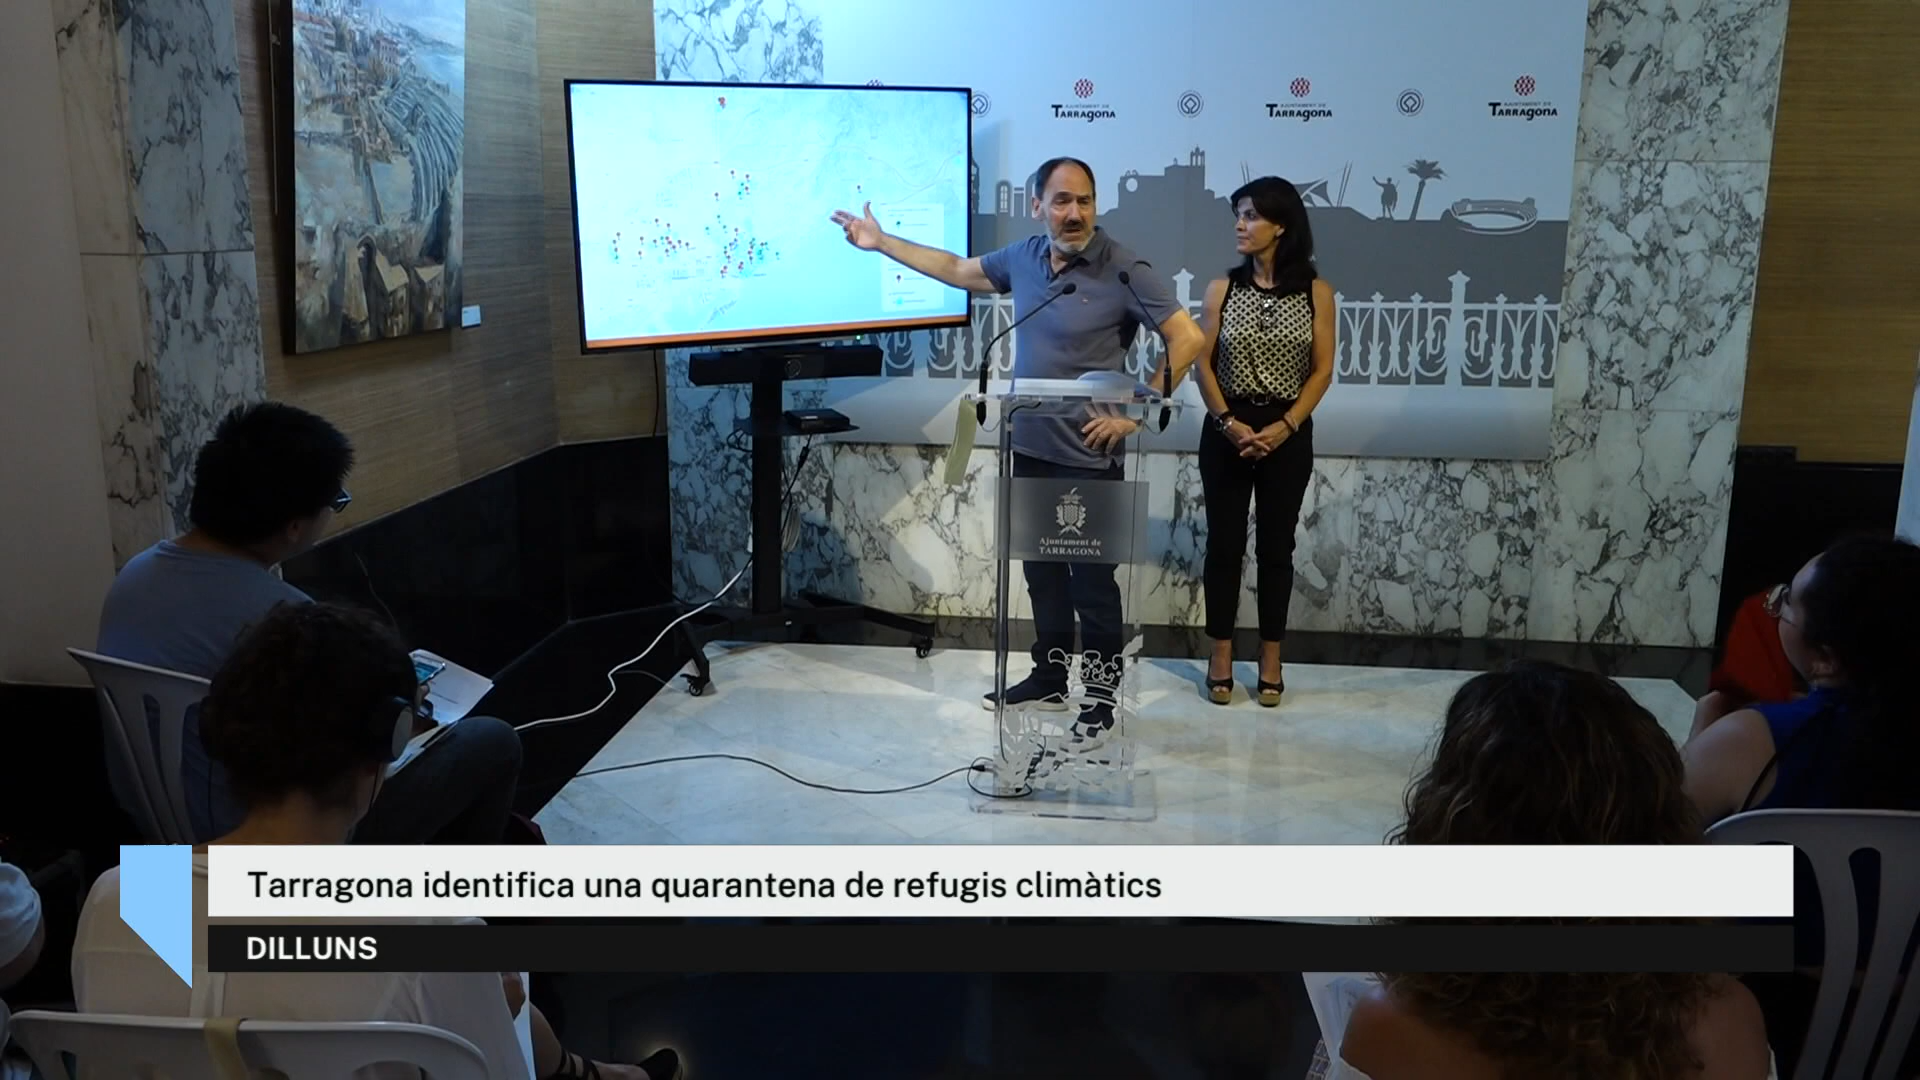 AJUNTAMENT DE
TARRAGONA
AJUNTAMENT DE
TARRAGONA
AJUNTAMENT DE
TARRAGONA
Ajuntament de
TARRAGONA
Tarragona identifica una quarantena de refugis climàtics
DILLUNS